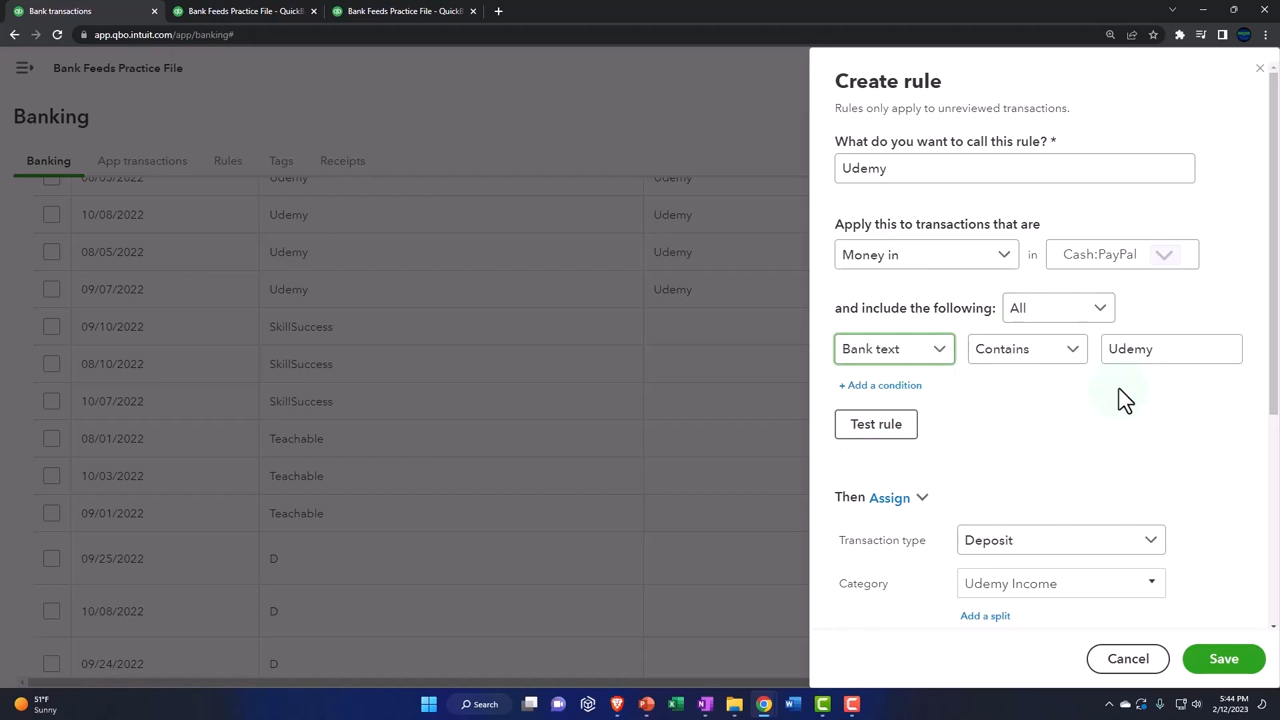 Banking transactions
Bank Feeds Practice File - QuickB
Bank Feeds Practice File - QuickB
app.qbo.intuit.com/app/banking#
Bank Feeds Practice File
Banking
Banking App transactions Rules Tags Receipts
08/03/2022 Udemy Udemy
10/08/2022 Udemy Udemy
08/05/2022 Udemy Udemy
09/07/2022 Udemy Udemy
09/10/2022 SkillSuccess
08/10/2022 SkillSuccess
10/07/2022 SkillSuccess
08/01/2022 Teachable
10/03/2022 Teachable
09/01/2022 Teachable
09/25/2022 D
10/08/2022 D
09/24/2022 D
Create rule
Rules only apply to unreviewed transactions.
What do you want to call this rule? *
Udemy
Apply this to transactions that are
Money in in Cash:PayPal
and include the following: All
Bank text Contains Udemy
+ Add a condition
Test rule
Then Assign
Transaction type Deposit
Category Udemy Income
Add a split
Cancel Save
51°F
Sunny
Search
5:44 PM
2/12/2023